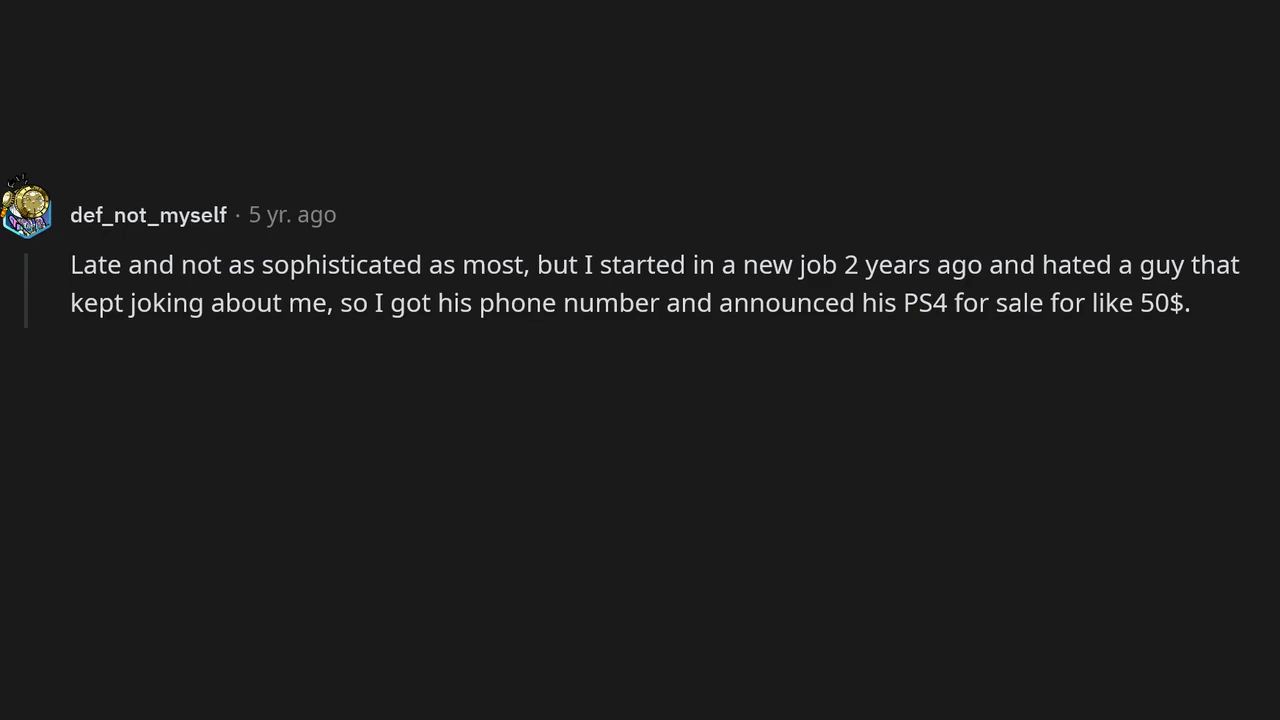 def_not_myself · 5 yr. ago
Late and not as sophisticated as most, but I started in a new job 2 years ago and hated a guy that
kept joking about me, so I got his phone number and announced his PS4 for sale for like 50$.